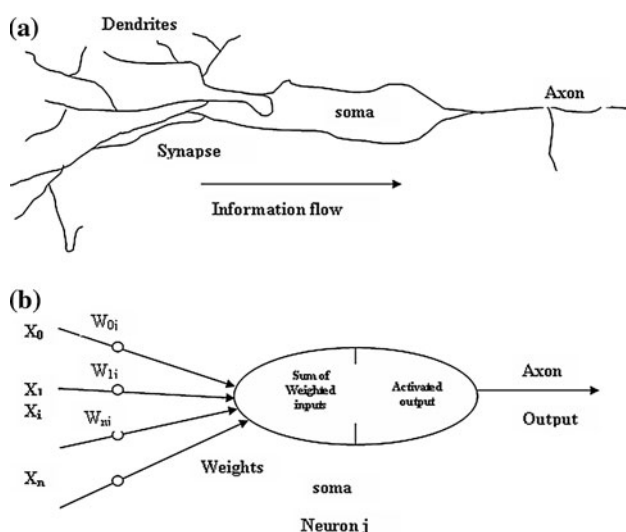 (a)
Dendrites
soma
Axon
Synapse
Information flow
(b)
X₀
W₀ᵢ
X₁
W₁ᵢ
Xᵢ
Wₙᵢ
Xₙ
Weights
Sum of
Weighted
inputs
Activated
output
soma
Neuron j
Axon
Output